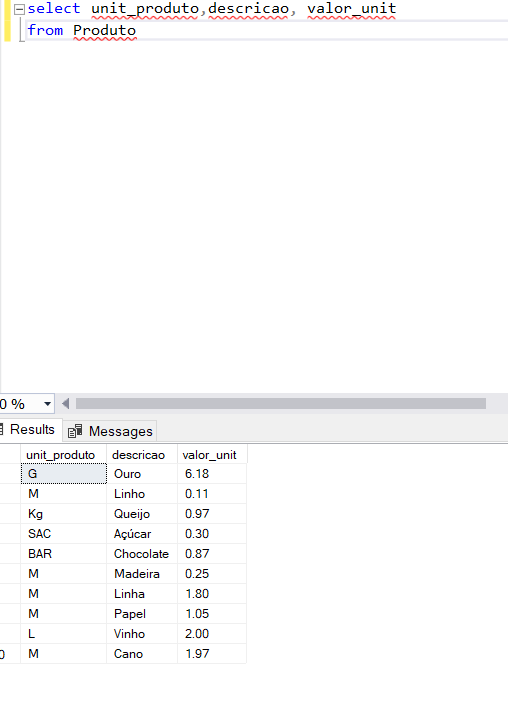 select unit_produto,descricao, valor_unit
from Produto
0 %
Results Messages
unit_produto descricao valor_unit
G Ouro 6.18
M Linho 0.11
Kg Queijo 0.97
SAC Açúcar 0.30
BAR Chocolate 0.87
M Madeira 0.25
M Linha 1.80
M Papel 1.05
L Vinho 2.00
0 M Cano 1.97